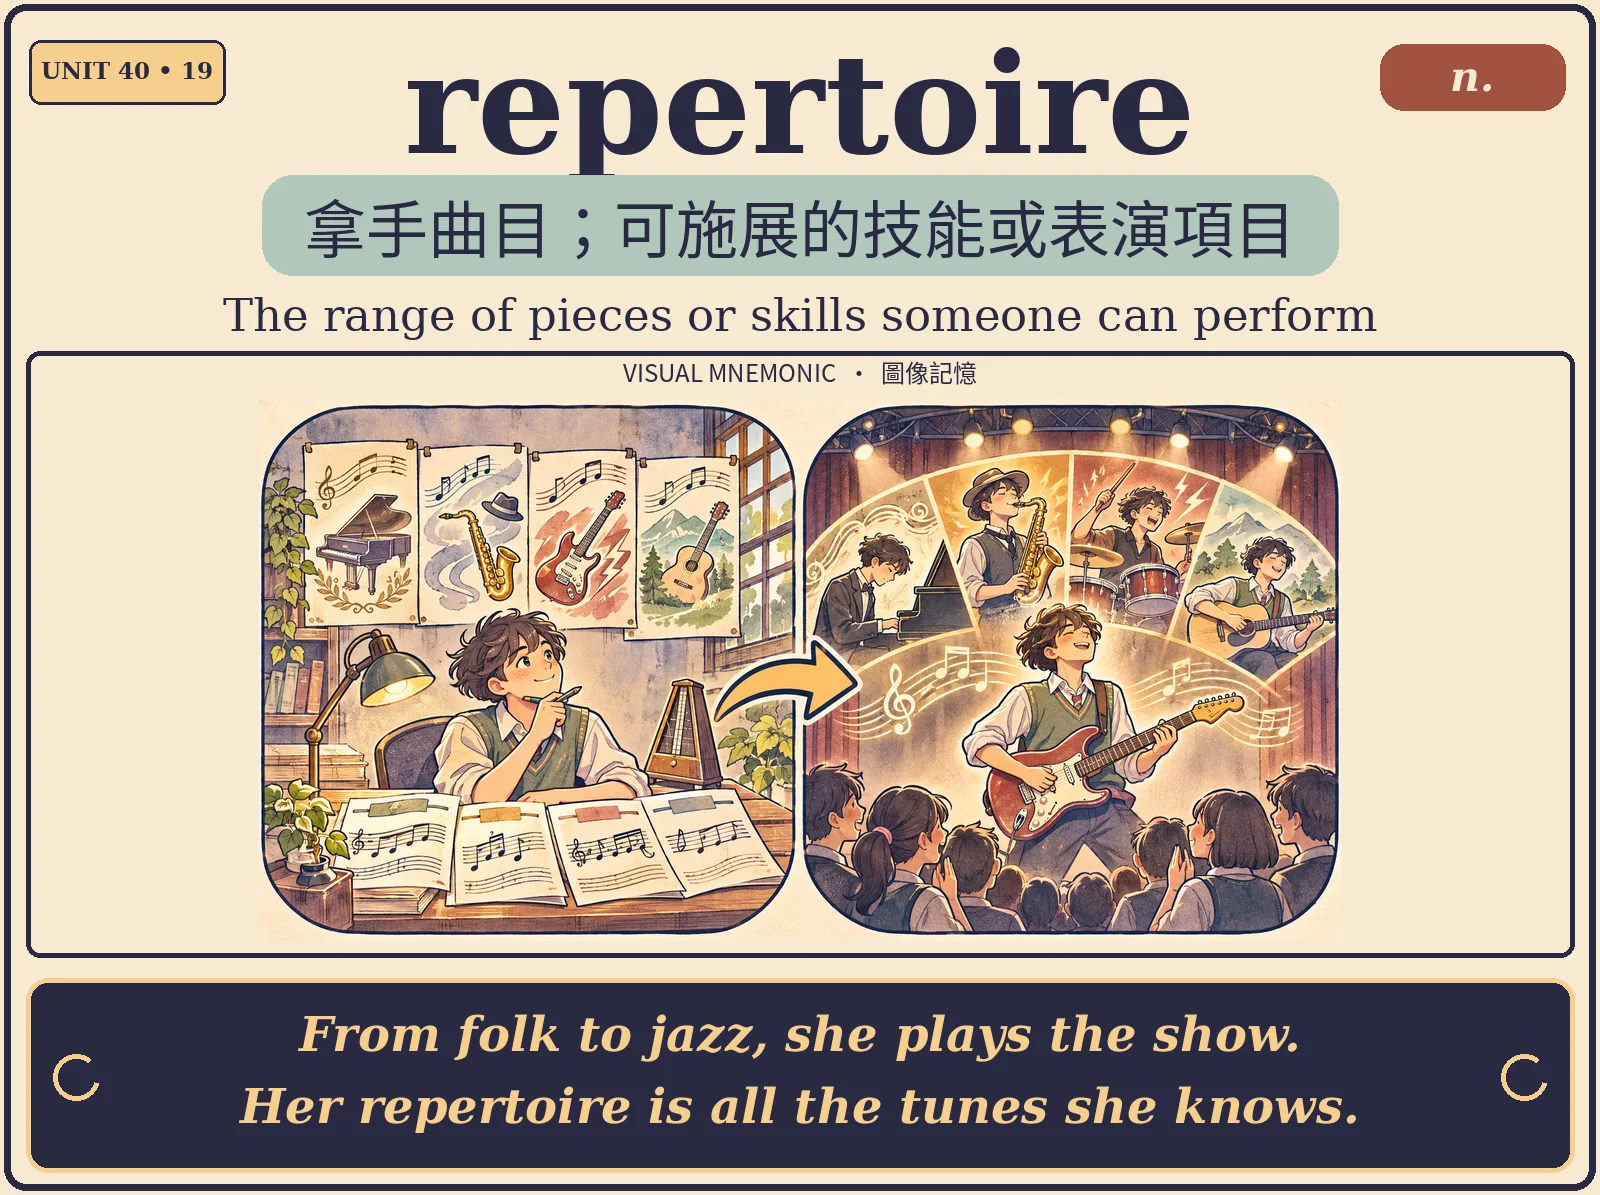 UNIT 40 • 19
repertoire
n.
拿手曲目；可施展的技能或表演項目
The range of pieces or skills someone can perform
VISUAL MNEMONIC • 圖像記憶
From folk to jazz, she plays the show.
Her repertoire is all the tunes she knows.